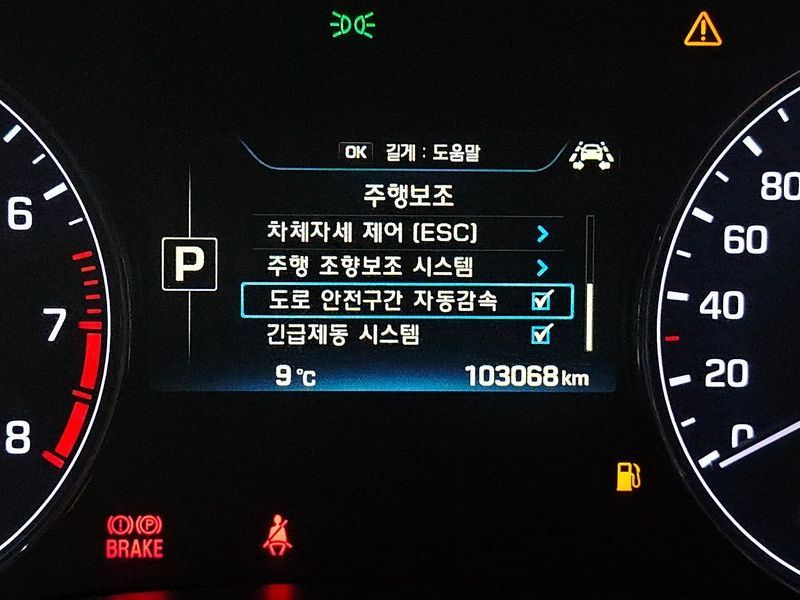 OK 길게 : 도움말
주행보조
차체자세 제어 (ESC)
주행 조향보조 시스템
도로 안전구간 자동감속
긴급제동 시스템
9 ℃ 103068 km
P
6
7
8
80
60
40
20
0
(!) (P)
BRAKE